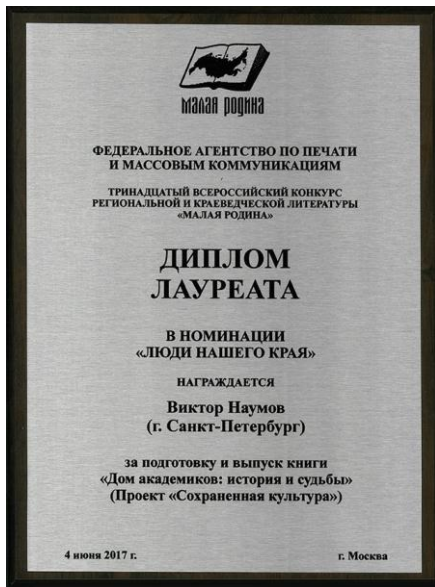 малая родина
ФЕДЕРАЛЬНОЕ АГЕНТСТВО ПО ПЕЧАТИ
И МАССОВЫМ КОММУНИКАЦИЯМ
ТРИНАДЦАТЫЙ ВСЕРОССИЙСКИЙ КОНКУРС
РЕГИОНАЛЬНОЙ И КРАЕВЕДЧЕСКОЙ ЛИТЕРАТУРЫ
«МАЛАЯ РОДИНА»
ДИПЛОМ
ЛАУРЕАТА
В НОМИНАЦИИ
«ЛЮДИ НАШЕГО КРАЯ»
НАГРАЖДАЕТСЯ
Виктор Наумов
(г. Санкт-Петербург)
за подготовку и выпуск книги
«Дом академиков: история и судьбы»
(Проект «Сохраненная культура»)
4 июня 2017 г.
г. Москва